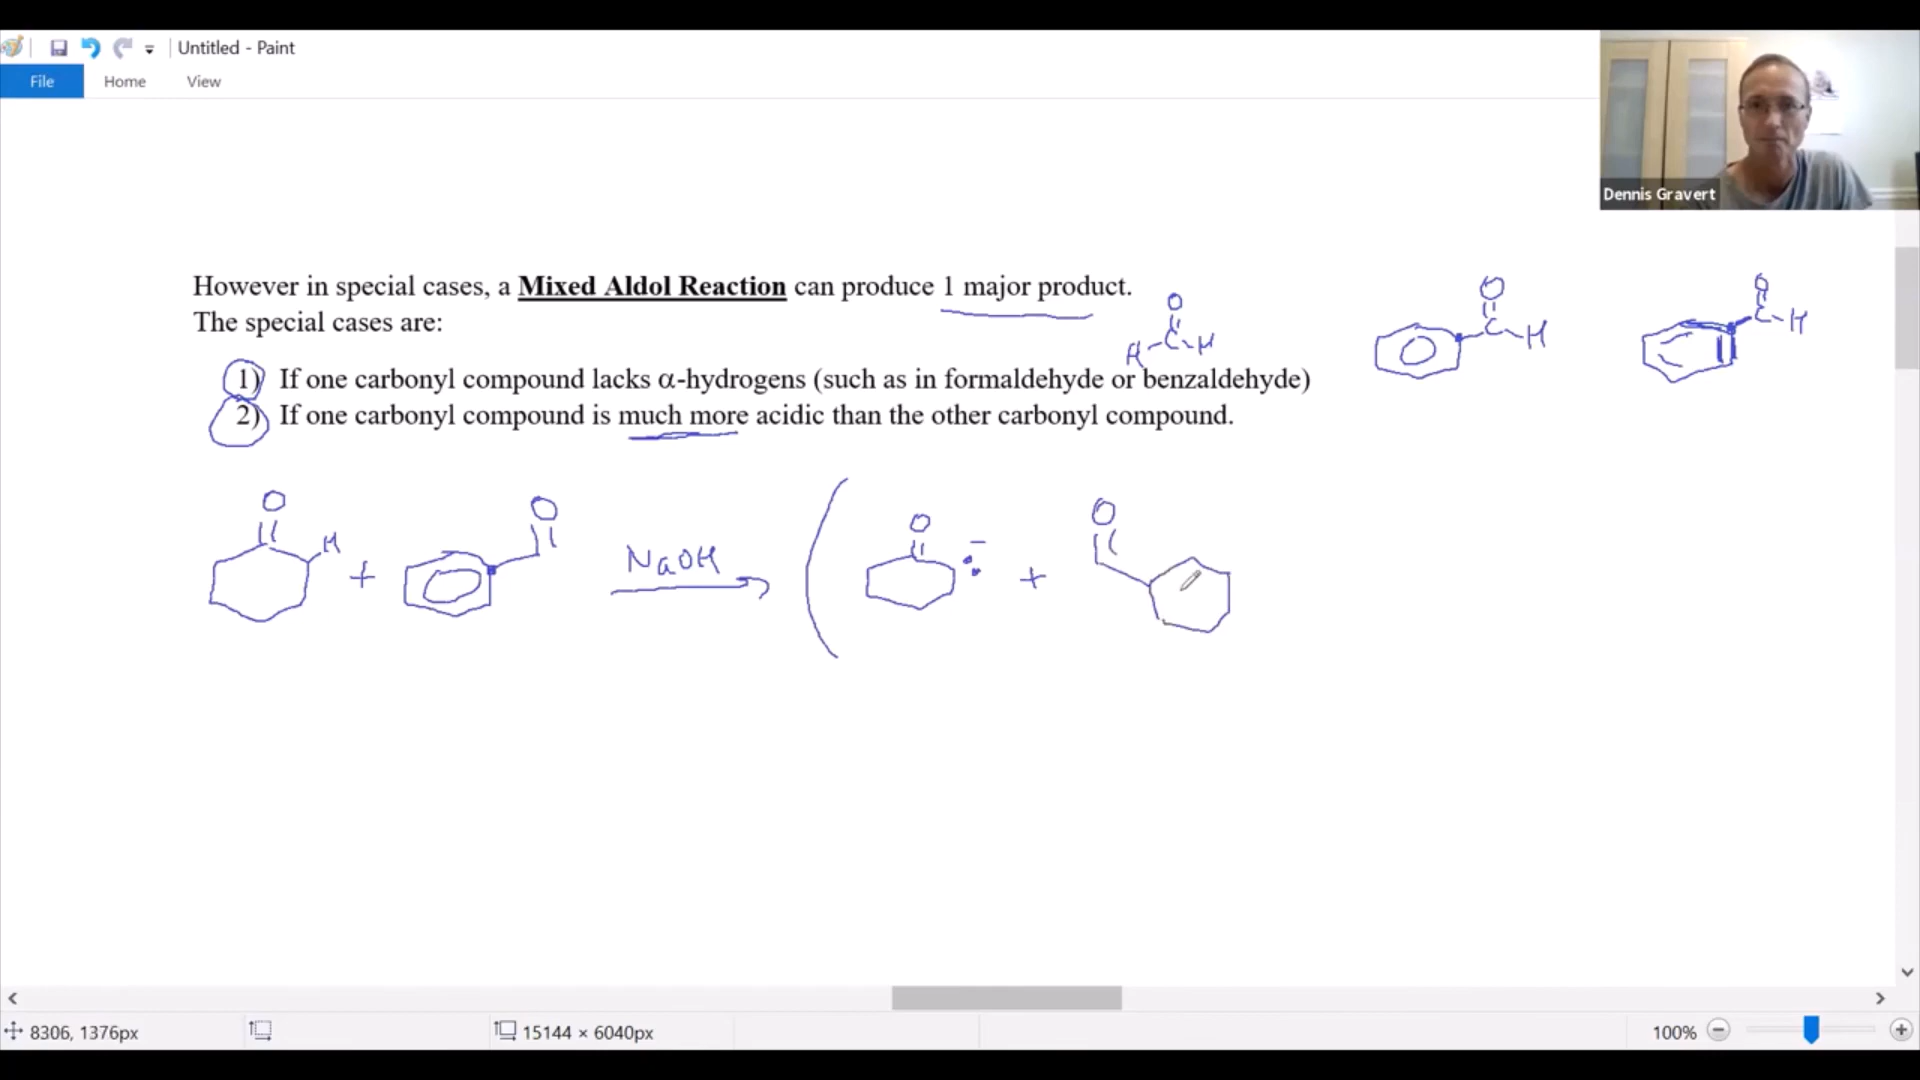 Untitled - Paint
File Home View
Dennis Gravert
However in special cases, a Mixed Aldol Reaction can produce 1 major product.
The special cases are:
O
C
H H
O
C
H
O
C
H
1) If one carbonyl compound lacks α-hydrogens (such as in formaldehyde or benzaldehyde)
2) If one carbonyl compound is much more acidic than the other carbonyl compound.
O O O O
H + NaOH ( - +
8306, 1376px 15144 × 6040px 100%